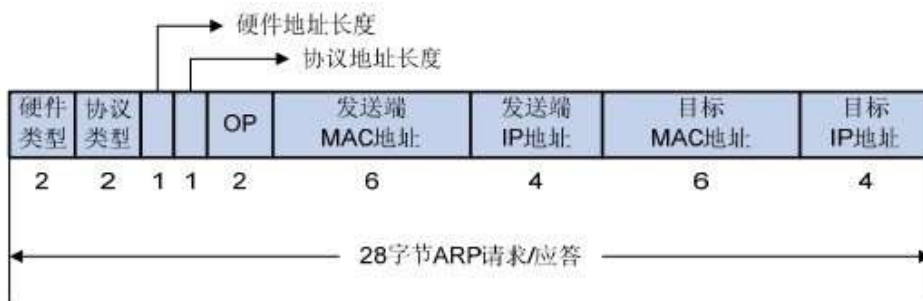 硬件地址长度
协议地址长度
硬件类型
协议类型
OP
发送端MAC地址
发送端IP地址
目标MAC地址
目标IP地址
2 2 1 1 2 6 4 6 4
28字节ARP请求/应答